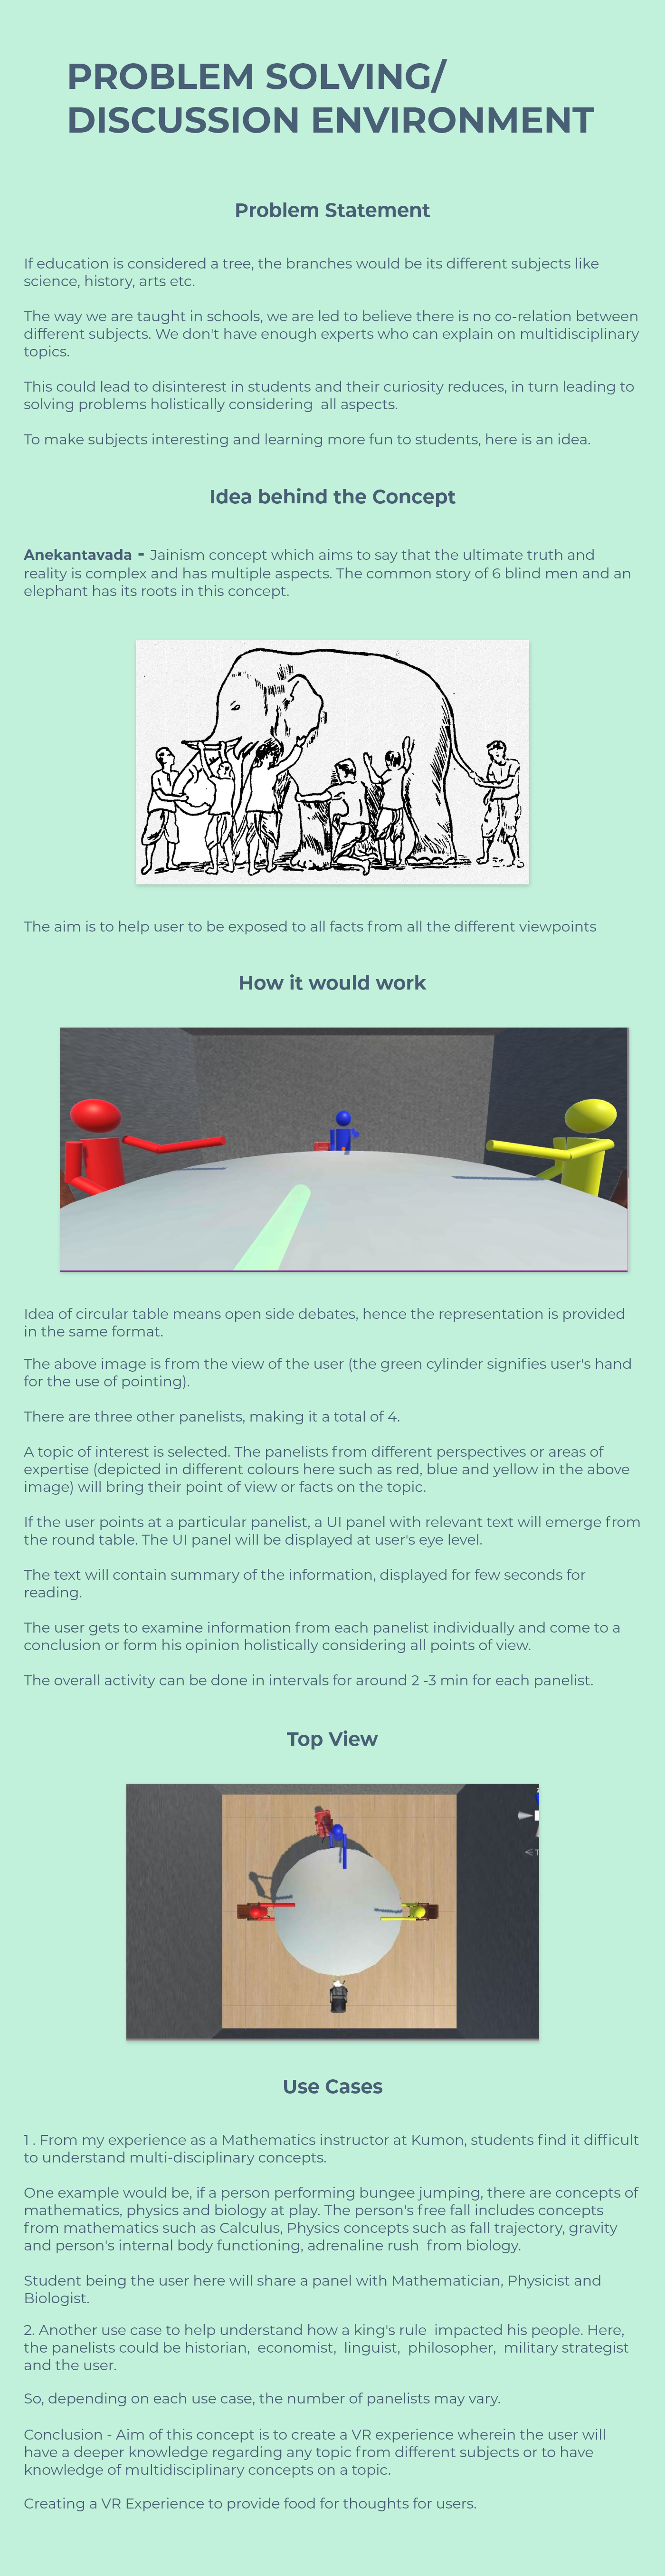 PROBLEM SOLVING/
DISCUSSION ENVIRONMENT
Problem Statement
If education is considered a tree, the branches would be its different subjects like
science, history, arts etc.
The way we are taught in schools, we are led to believe there is no co-relation between
different subjects. We don't have enough experts who can explain on multidisciplinary
topics.
This could lead to disinterest in students and their curiosity reduces, in turn leading to
solving problems holistically considering  all aspects.
To make subjects interesting and learning more fun to students, here is an idea.
Idea behind the Concept
Anekantavada - Jainism concept which aims to say that the ultimate truth and
reality is complex and has multiple aspects. The common story of 6 blind men and an
elephant has its roots in this concept.
The aim is to help user to be exposed to all facts from all the different viewpoints
How it would work
Idea of circular table means open side debates, hence the representation is provided
in the same format.
The above image is from the view of the user (the green cylinder signifies user's hand
for the use of pointing).
There are three other panelists, making it a total of 4.
A topic of interest is selected. The panelists from different perspectives or areas of
expertise (depicted in different colours here such as red, blue and yellow in the above
image) will bring their point of view or facts on the topic.
If the user points at a particular panelist, a UI panel with relevant text will emerge from
the round table. The UI panel will be displayed at user's eye level.
The text will contain summary of the information, displayed for few seconds for
reading.
The user gets to examine information from each panelist individually and come to a
conclusion or form his opinion holistically considering all points of view.
The overall activity can be done in intervals for around 2 -3 min for each panelist.
Top View
Use Cases
1 . From my experience as a Mathematics instructor at Kumon, students find it difficult
to understand multi-disciplinary concepts.
One example would be, if a person performing bungee jumping, there are concepts of
mathematics, physics and biology at play. The person's free fall includes concepts
from mathematics such as Calculus, Physics concepts such as fall trajectory, gravity
and person's internal body functioning, adrenaline rush  from biology.
Student being the user here will share a panel with Mathematician, Physicist and
Biologist.
2. Another use case to help understand how a king's rule  impacted his people. Here,
the panelists could be historian,  economist,  linguist,  philosopher,  military strategist
and the user.
So, depending on each use case, the number of panelists may vary.
Conclusion - Aim of this concept is to create a VR experience wherein the user will
have a deeper knowledge regarding any topic from different subjects or to have
knowledge of multidisciplinary concepts on a topic.
Creating a VR Experience to provide food for thoughts for users.